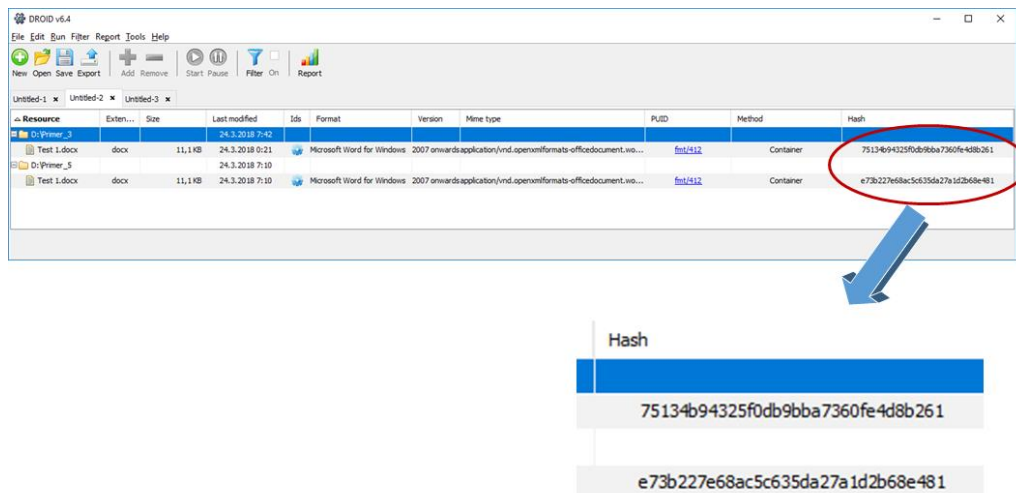 DROID v6.4
File Edit Run Filter Report Tools Help
New Open Save Export Add Remove Start Pause Filter On Report
Untitled-1 x Untitled-2 x Untitled-3 x
Resource Exten... Size Last modified Ids Format Version Mime type PUID Method Hash
D:\Primer_3 24.3.2018 7:42
Test 1.docx docx 11,1 KB 24.3.2018 0:21 Microsoft Word for Windows 2007 onwards application/vnd.openxmlformats-officedocument.wo... fmt/412 Container 75134b94325f0db9bba7360fe4d8b261
D:\Primer_5 24.3.2018 7:10
Test 1.docx docx 11,1 KB 24.3.2018 7:10 Microsoft Word for Windows 2007 onwards application/vnd.openxmlformats-officedocument.wo... fmt/412 Container e73b227e68ac5c635da27a1d2b68e481
Hash
75134b94325f0db9bba7360fe4d8b261
e73b227e68ac5c635da27a1d2b68e481